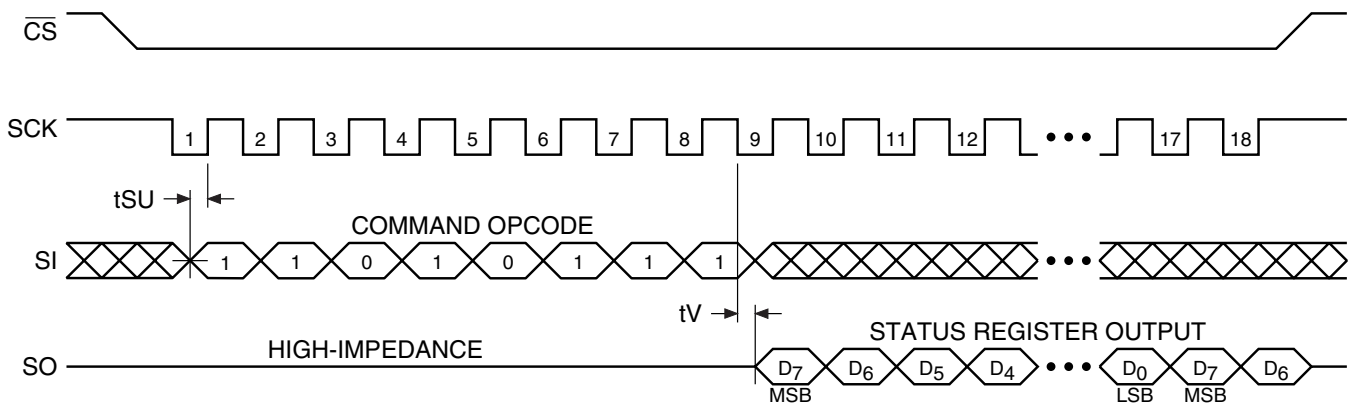 CS
SCK 1 2 3 4 5 6 7 8 9 10 11 12 ••• 17 18
tSU
COMMAND OPCODE
SI 1 1 0 1 0 1 1 1 •••
tV
HIGH-IMPEDANCE STATUS REGISTER OUTPUT
SO D7 D6 D5 D4 ••• D0 D7 D6
MSB LSB MSB